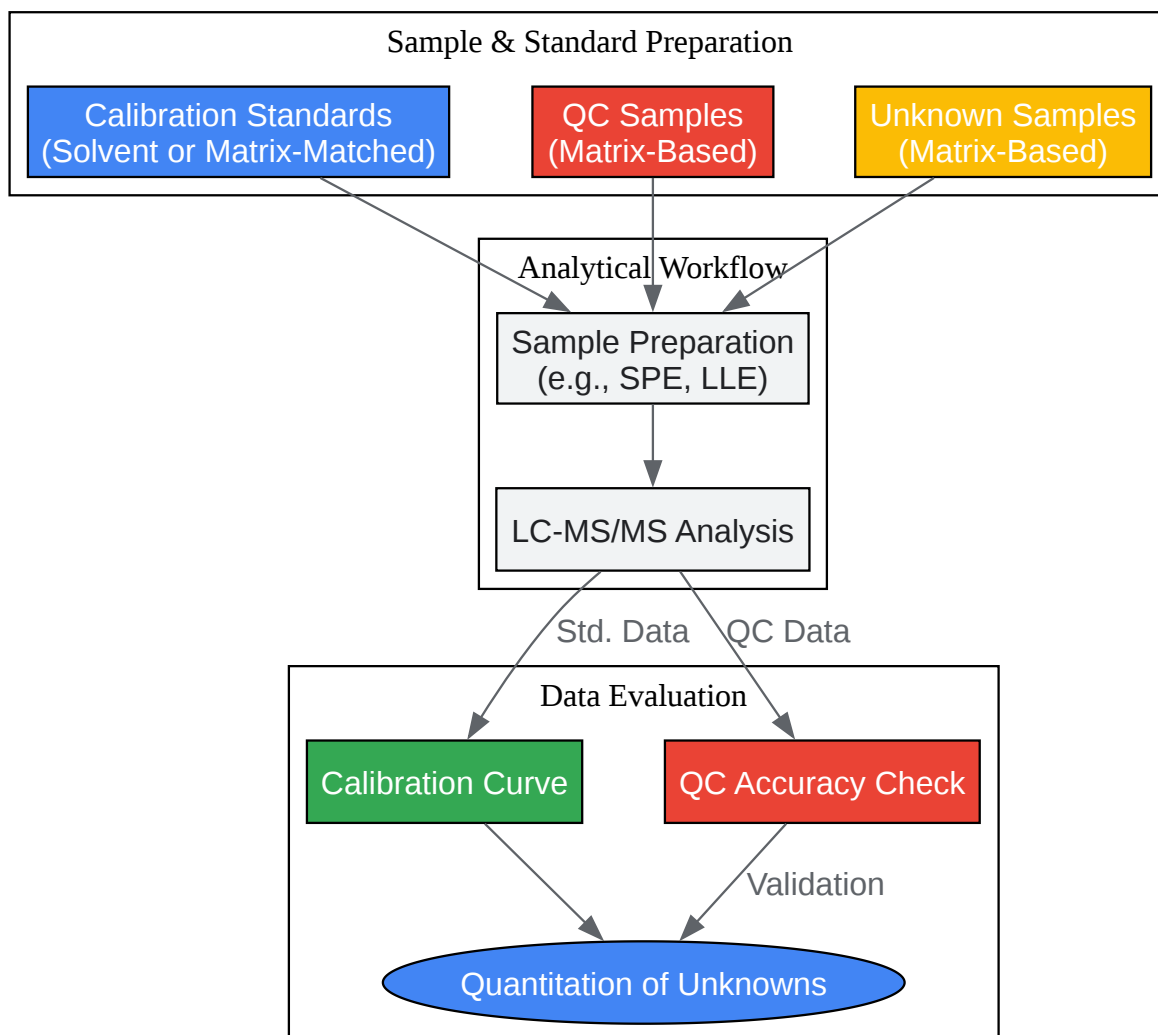 Sample & Standard Preparation
Calibration Standards
(Solvent or Matrix-Matched)
QC Samples
(Matrix-Based)
Unknown Samples
(Matrix-Based)
Analytical Workflow
Sample Preparation
(e.g., SPE, LLE)
LC-MS/MS Analysis
Std. Data
QC Data
Data Evaluation
Calibration Curve
QC Accuracy Check
Validation
Quantitation of Unknowns